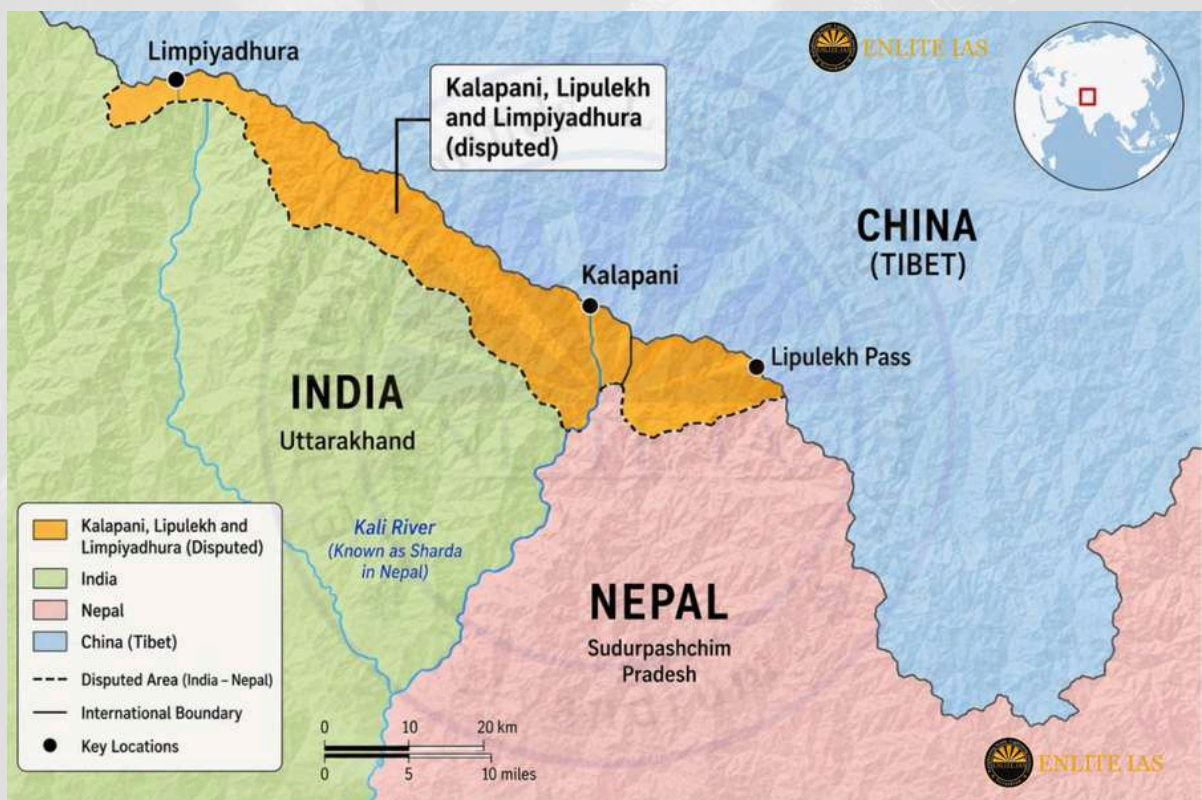 Limpiyadhura
ENLITE IAS
Kalapani, Lipulekh
and Limpiyadhura
(disputed)
CHINA
(TIBET)
Kalapani
Lipulekh Pass
INDIA
Uttarakhand
Kali River
(Known as Sharda
in Nepal)
NEPAL
Sudurpashchim
Pradesh
Kalapani, Lipulekh and
Limpiyadhura (Disputed)
India
Nepal
China (Tibet)
Disputed Area (India – Nepal)
International Boundary
Key Locations
0 10 20 km
0 5 10 miles
ENLITE IAS